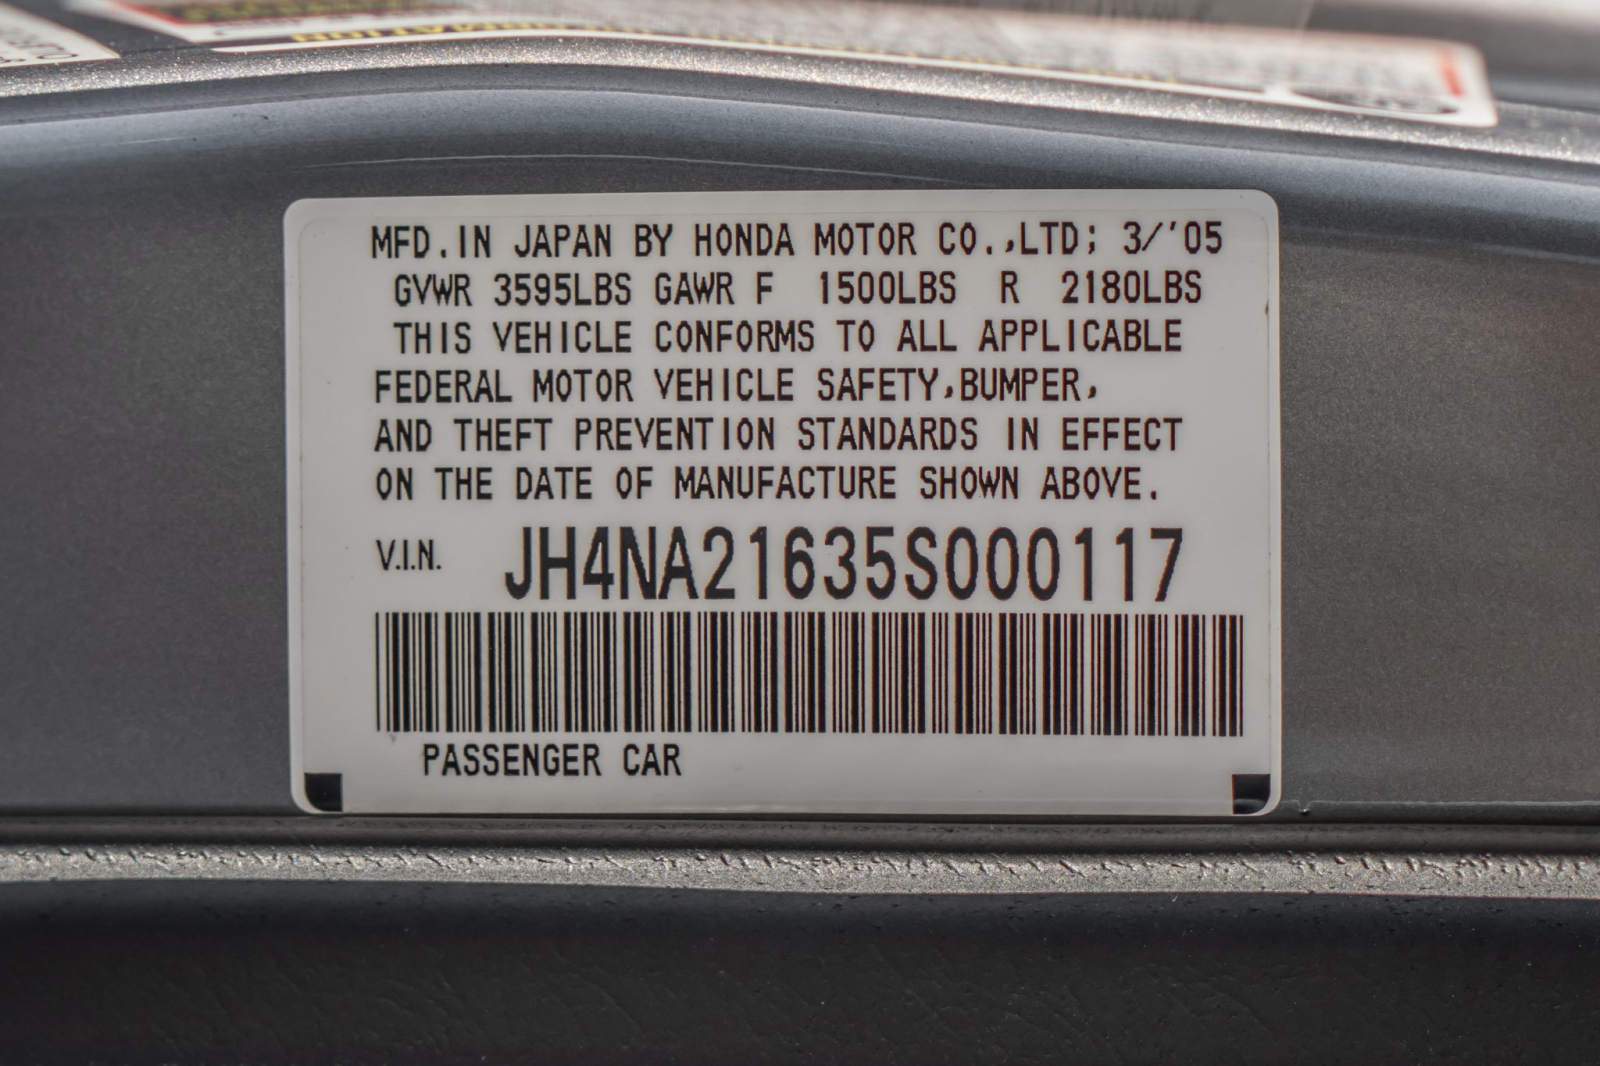 MFD.IN JAPAN BY HONDA MOTOR CO.,LTD; 3/'05
GVWR 3595LBS GAWR F 1500LBS R 2180LBS
THIS VEHICLE CONFORMS TO ALL APPLICABLE
FEDERAL MOTOR VEHICLE SAFETY,BUMPER,
AND THEFT PREVENTION STANDARDS IN EFFECT
ON THE DATE OF MANUFACTURE SHOWN ABOVE.
V.I.N. JH4NA21635S000117
PASSENGER CAR